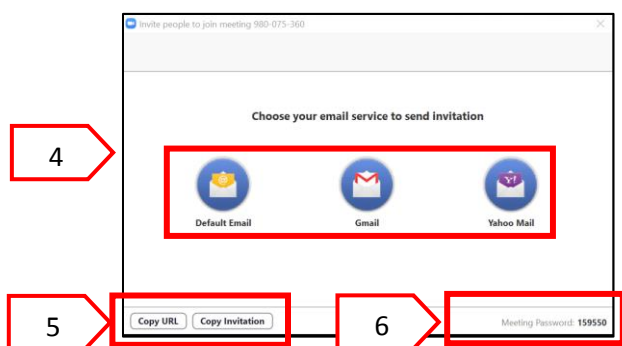 Invite people to join meeting 980-075-360
Choose your email service to send invitation
4
Default Email Gmail Yahoo Mail
5
Copy URL Copy Invitation
6
Meeting Password: 159550